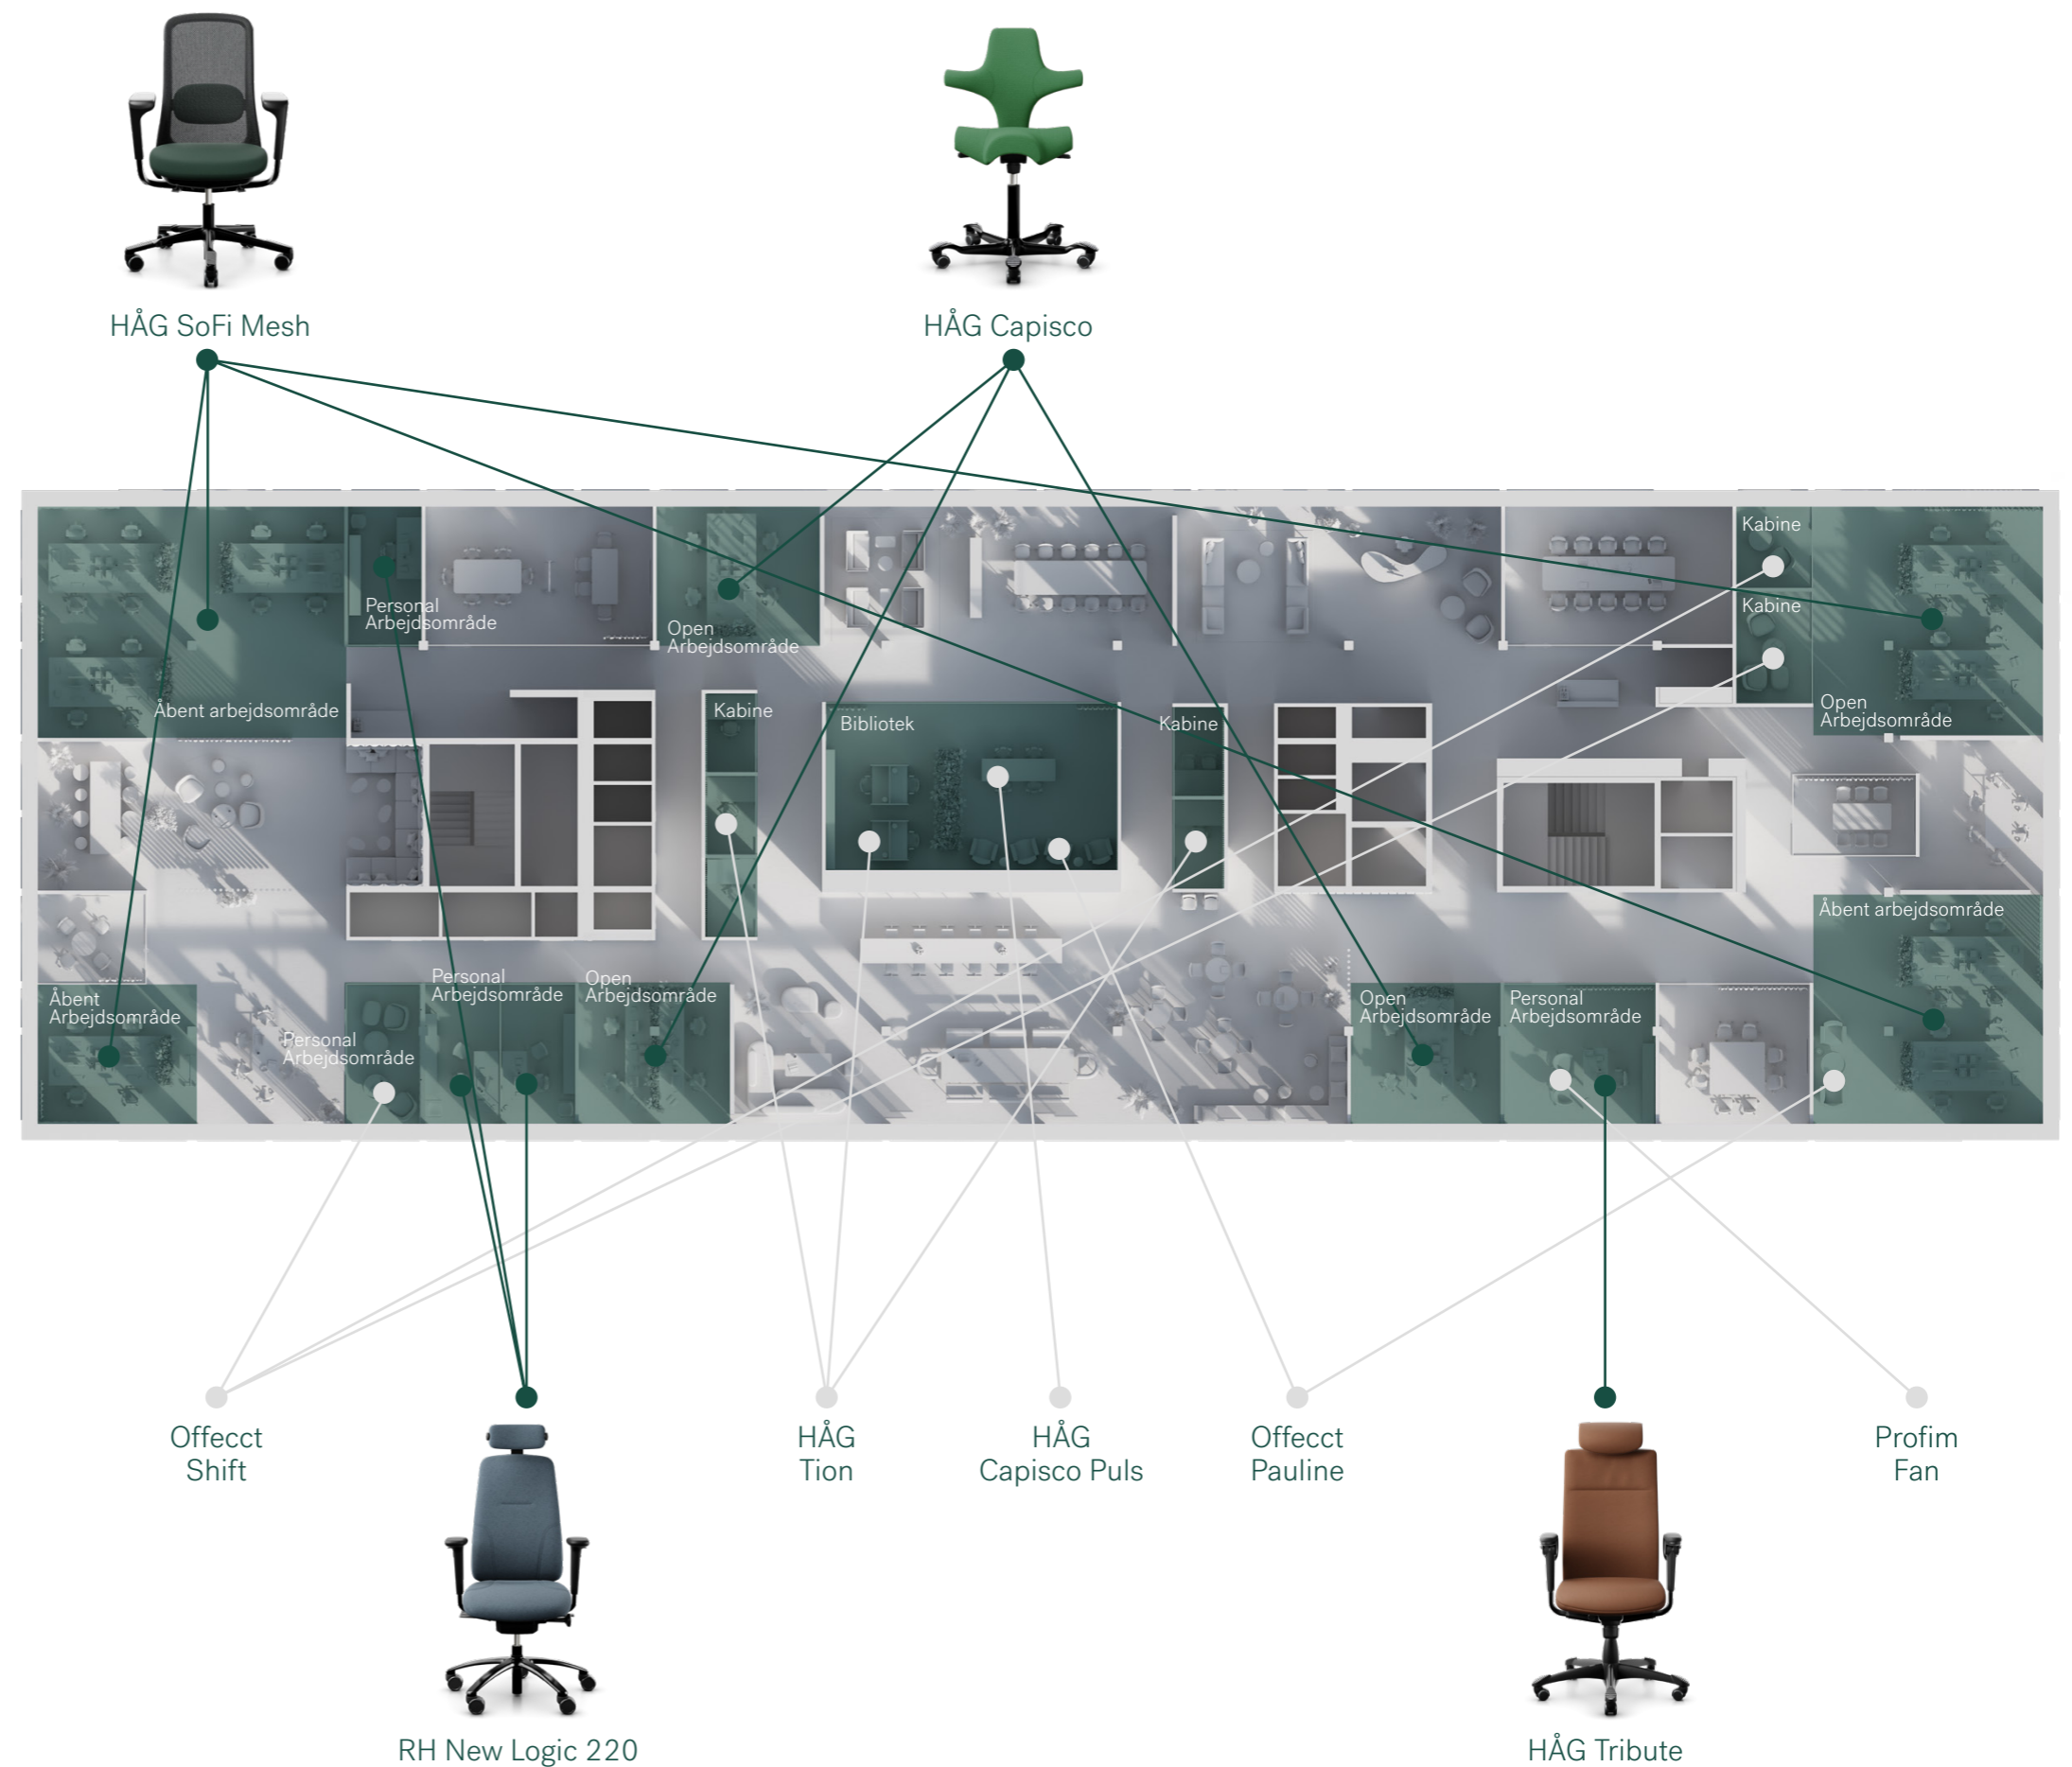 HÅG SoFi Mesh
HÅG Capisco
Kabine
Personal
Arbejdsområde
Kabine
Open
Arbejdsområde
Åbent arbejdsområde
Kabine
Bibliotek
Kabine
Open
Arbejdsområde
Åbent arbejdsområde
Personal
Arbejdsområde
Open
Arbejdsområde
Åbent
Arbejdsområde
Open
Arbejdsområde
Personal
Arbejdsområde
Personal
Arbejdsområde
Offecct
Shift
HÅG
Tion
HÅG
Capisco Puls
Offecct
Pauline
Profim
Fan
RH New Logic 220
HÅG Tribute